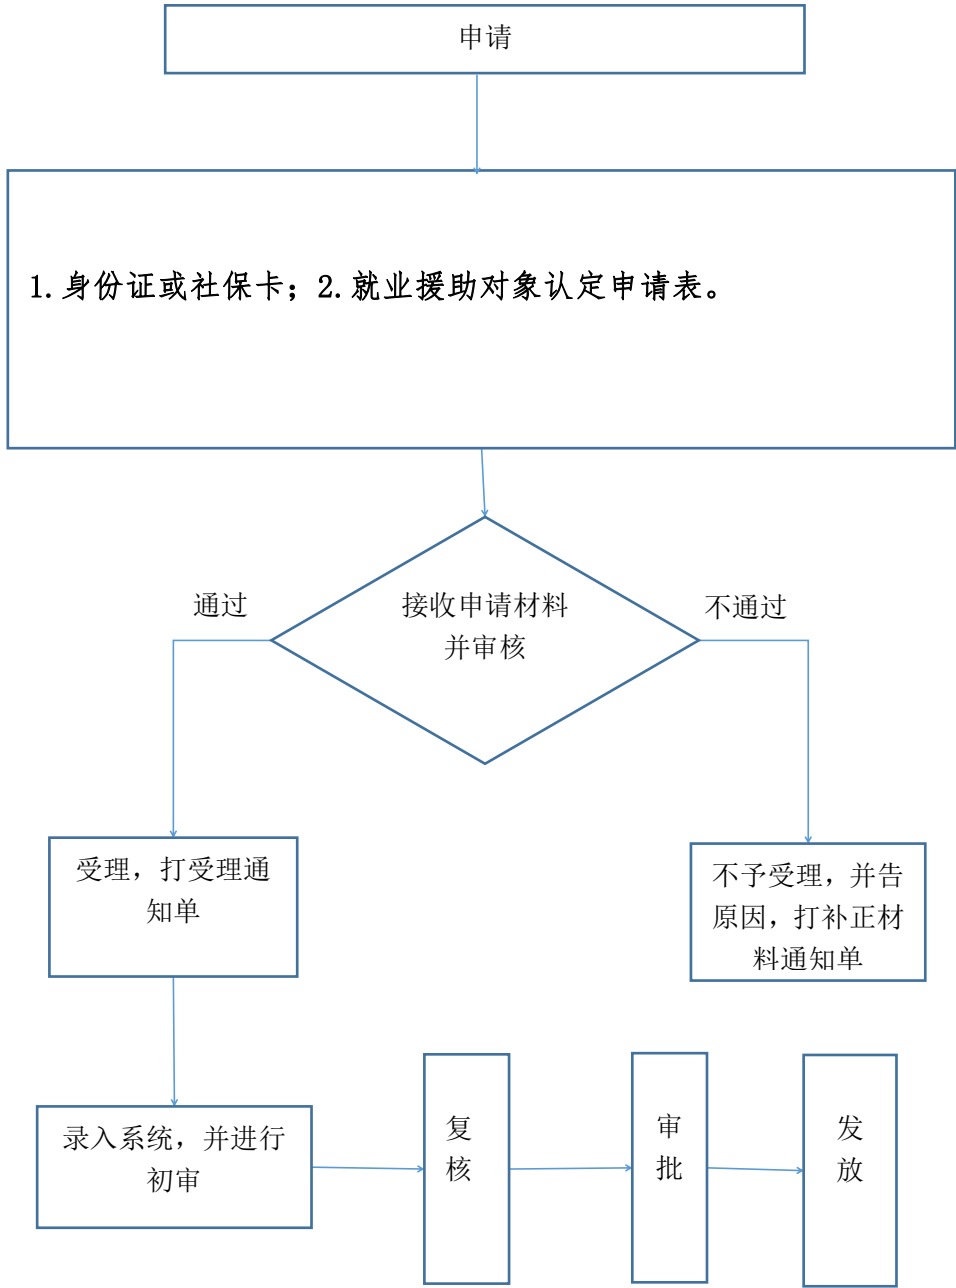 申请
1. 身份证或社保卡；2. 就业援助对象认定申请表。
通过
接收申请材料
并审核
不通过
受理，打受理通
知单
不予受理，并告
原因，打补正材
料通知单
录入系统，并进行
初审
复
核
审
批
发
放